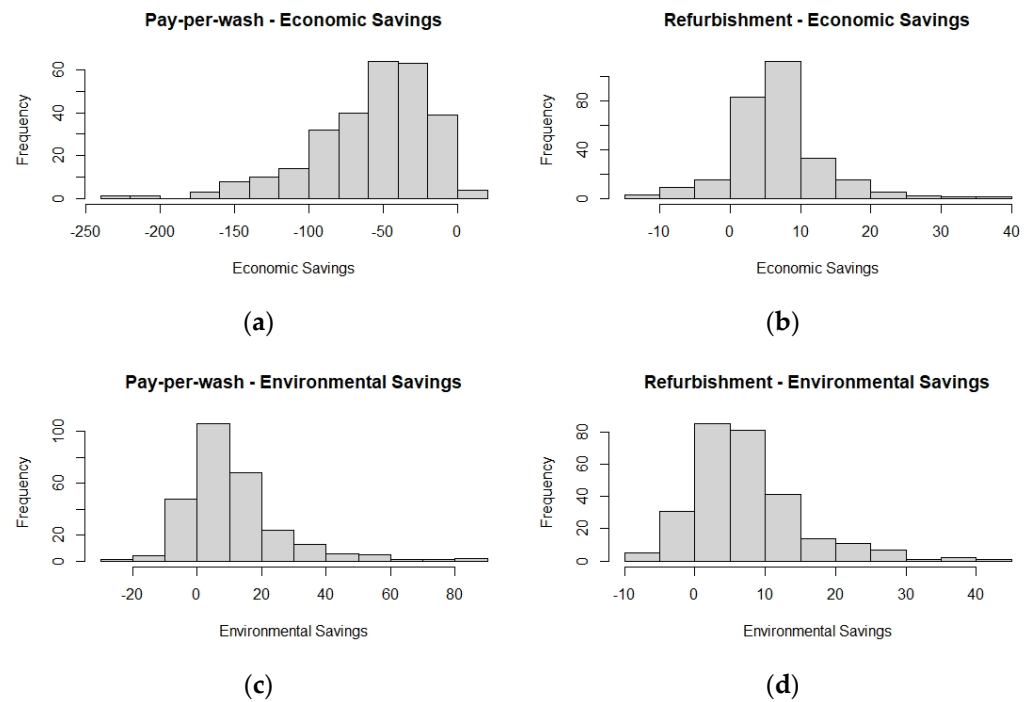 Pay-per-wash - Economic Savings
Frequency
0 20 40 60
-250 -200 -150 -100 -50 0
Economic Savings
(a)
Refurbishment - Economic Savings
Frequency
0 40 80
-10 0 10 20 30 40
Economic Savings
(b)
Pay-per-wash - Environmental Savings
Frequency
0 20 60 100
-20 0 20 40 60 80
Environmental Savings
(c)
Refurbishment - Environmental Savings
Frequency
0 20 40 60 80
-10 0 10 20 30 40
Environmental Savings
(d)